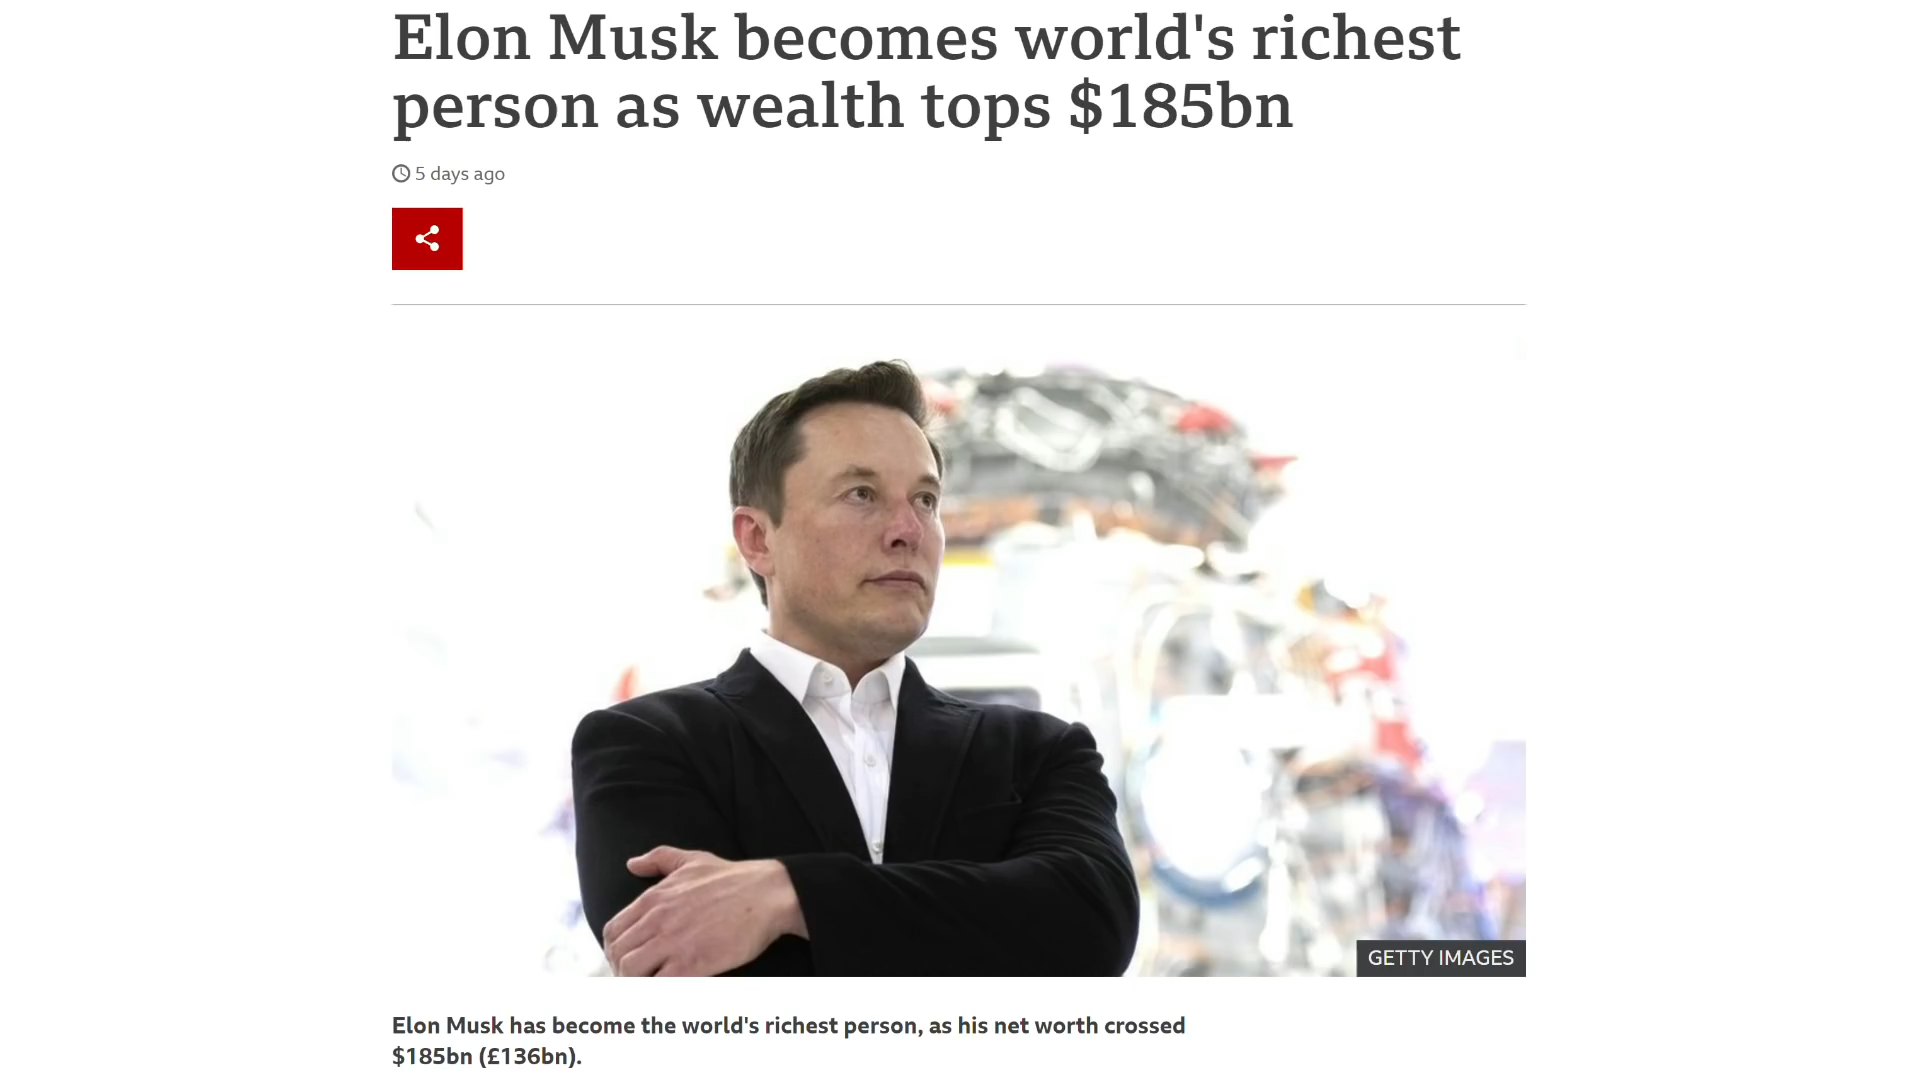 Elon Musk becomes world's richest
person as wealth tops $185bn
5 days ago
GETTY IMAGES
Elon Musk has become the world's richest person, as his net worth crossed
$185bn (£136bn).